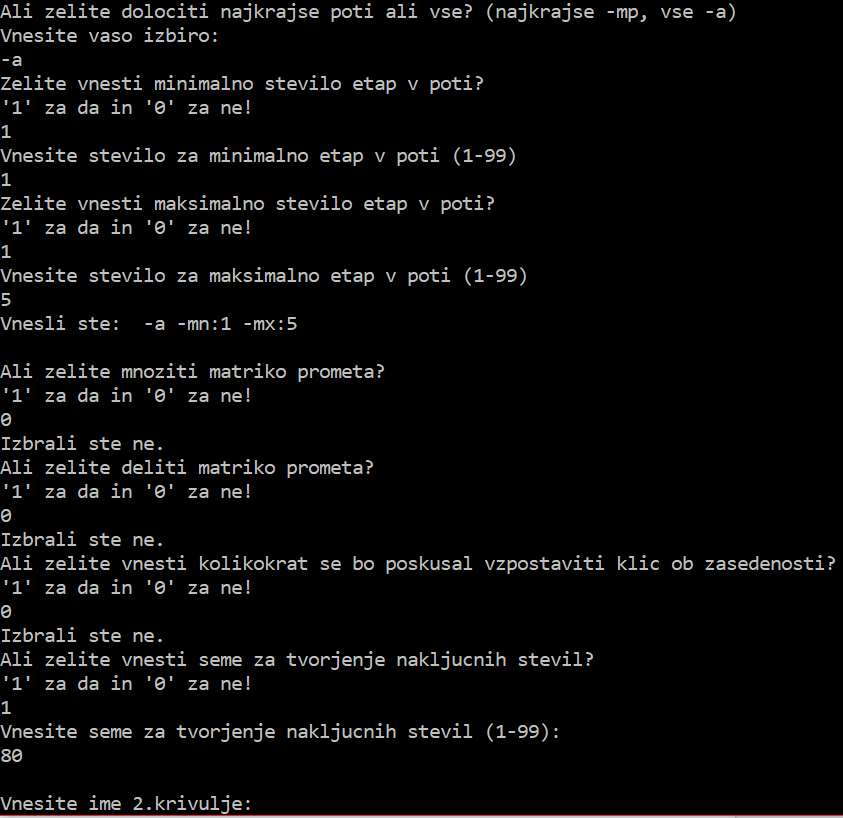 Ali zelite dolociti najkrajse poti ali vse? (najkrajse -mp, vse -a)
Vnesite vaso izbiro:
-a
Zelite vnesti minimalno stevilo etap v poti?
'1' za da in '0' za ne!
1
Vnesite stevilo za minimalno etap v poti (1-99)
1
Zelite vnesti maksimalno stevilo etap v poti?
'1' za da in '0' za ne!
1
Vnesite stevilo za maksimalno etap v poti (1-99)
5
Vnesli ste:  -a -mn:1 -mx:5
Ali zelite mnoziti matriko prometa?
'1' za da in '0' za ne!
0
Izbrali ste ne.
Ali zelite deliti matriko prometa?
'1' za da in '0' za ne!
0
Izbrali ste ne.
Ali zelite vnesti kolikokrat se bo poskusal vzpostaviti klic ob zasedenosti?
'1' za da in '0' za ne!
0
Izbrali ste ne.
Ali zelite vnesti seme za tvorjenje nakljucnih stevil?
'1' za da in '0' za ne!
1
Vnesite seme za tvorjenje nakljucnih stevil (1-99):
80
Vnesite ime 2.krivulje: